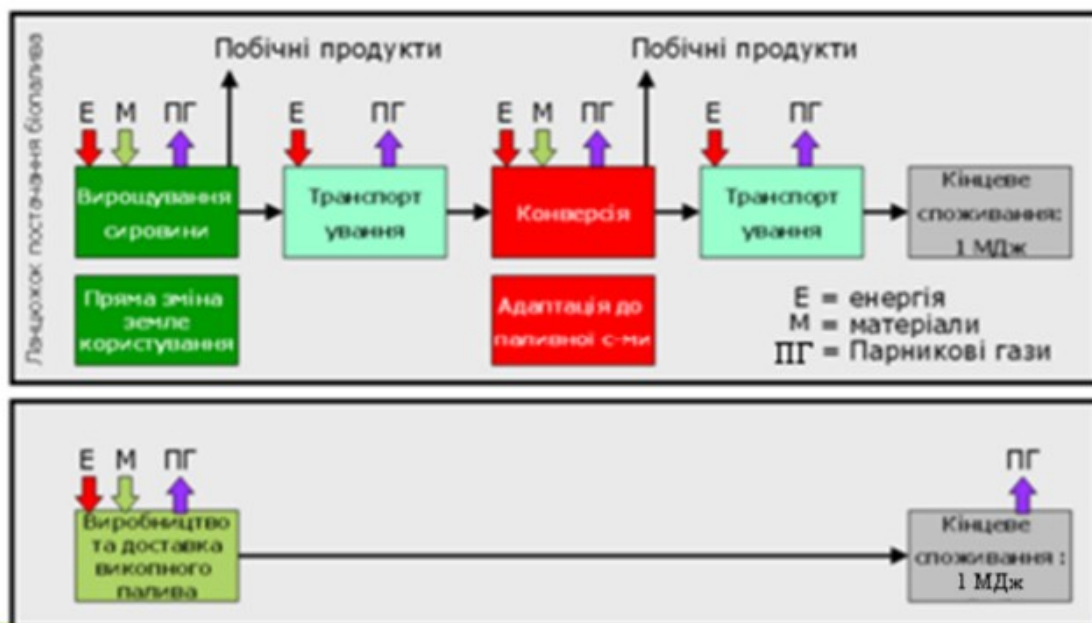 Ланцюжок постачання біопалива
Побічні продукти
Побічні продукти
Е М ПГ
Е ПГ
Е М ПГ
Е ПГ
Вирощування
сировини
Транспорт
ування
Конверсія
Транспорт
ування
Кінцеве
споживання:
1 МДж
Пряма зміна
земле
користування
Адаптація до
паливної с-ми
Е = енергія
М = матеріали
ПГ = Парникові гази
Е М ПГ
ПГ
Виробництво
та доставка
викопного
палива
Кінцеве
споживання :
1 МДж